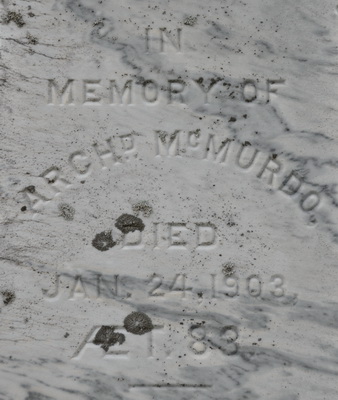 IN
MEMORY OF
ARCHD McMURDO,
DIED
JAN. 24, 1903,
ÆT. 83.